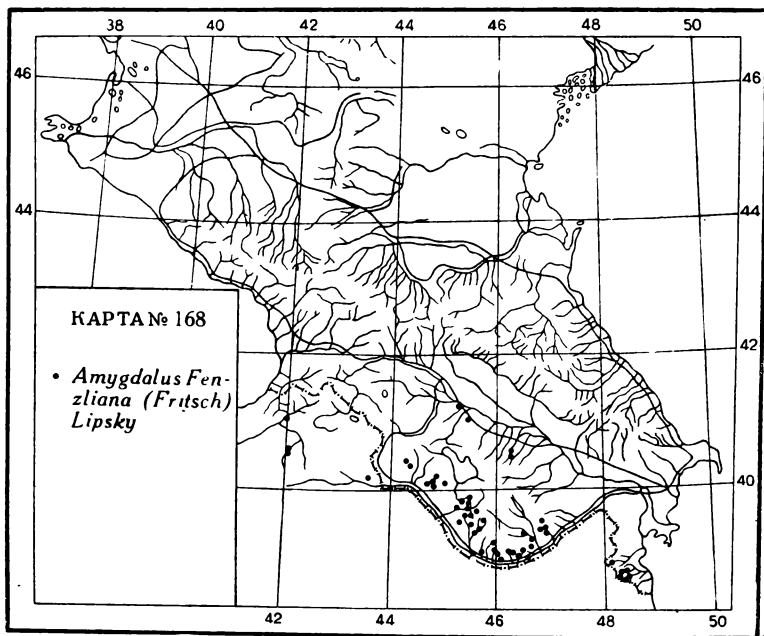 38 40 42 44 46 48 50
46 46
44 44
КАРТА № 168
• Amygdalus Fen-
zliana (Fritsch)
Lipsky
42
40
42 44 46 48 50